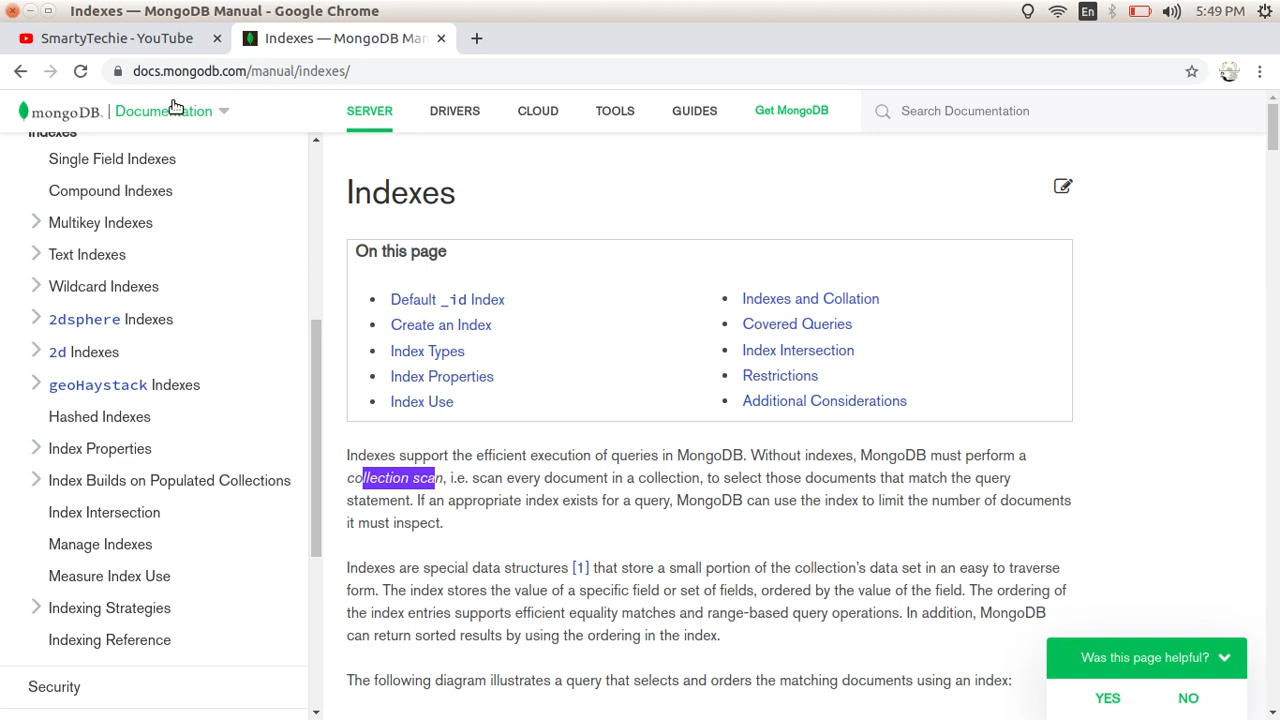 Indexes — MongoDB Manual - Google Chrome
En
5:49 PM
SmartyTechie - YouTube
Indexes — MongoDB Man
docs.mongodb.com/manual/indexes/
mongoDB. | Documentation
SERVER
DRIVERS
CLOUD
TOOLS
GUIDES
Get MongoDB
Search Documentation
Indexes
Single Field Indexes
Compound Indexes
Multikey Indexes
Text Indexes
Wildcard Indexes
2dsphere Indexes
2d Indexes
geoHaystack Indexes
Hashed Indexes
Index Properties
Index Builds on Populated Collections
Index Intersection
Manage Indexes
Measure Index Use
Indexing Strategies
Indexing Reference
Security
Indexes
On this page
• Default _id Index
• Create an Index
• Index Types
• Index Properties
• Index Use
• Indexes and Collation
• Covered Queries
• Index Intersection
• Restrictions
• Additional Considerations
Indexes support the efficient execution of queries in MongoDB. Without indexes, MongoDB must perform a
collection scan, i.e. scan every document in a collection, to select those documents that match the query
statement. If an appropriate index exists for a query, MongoDB can use the index to limit the number of documents
it must inspect.
Indexes are special data structures [1] that store a small portion of the collection's data set in an easy to traverse
form. The index stores the value of a specific field or set of fields, ordered by the value of the field. The ordering of
the index entries supports efficient equality matches and range-based query operations. In addition, MongoDB
can return sorted results by using the ordering in the index.
The following diagram illustrates a query that selects and orders the matching documents using an index:
Was this page helpful?
YES
NO